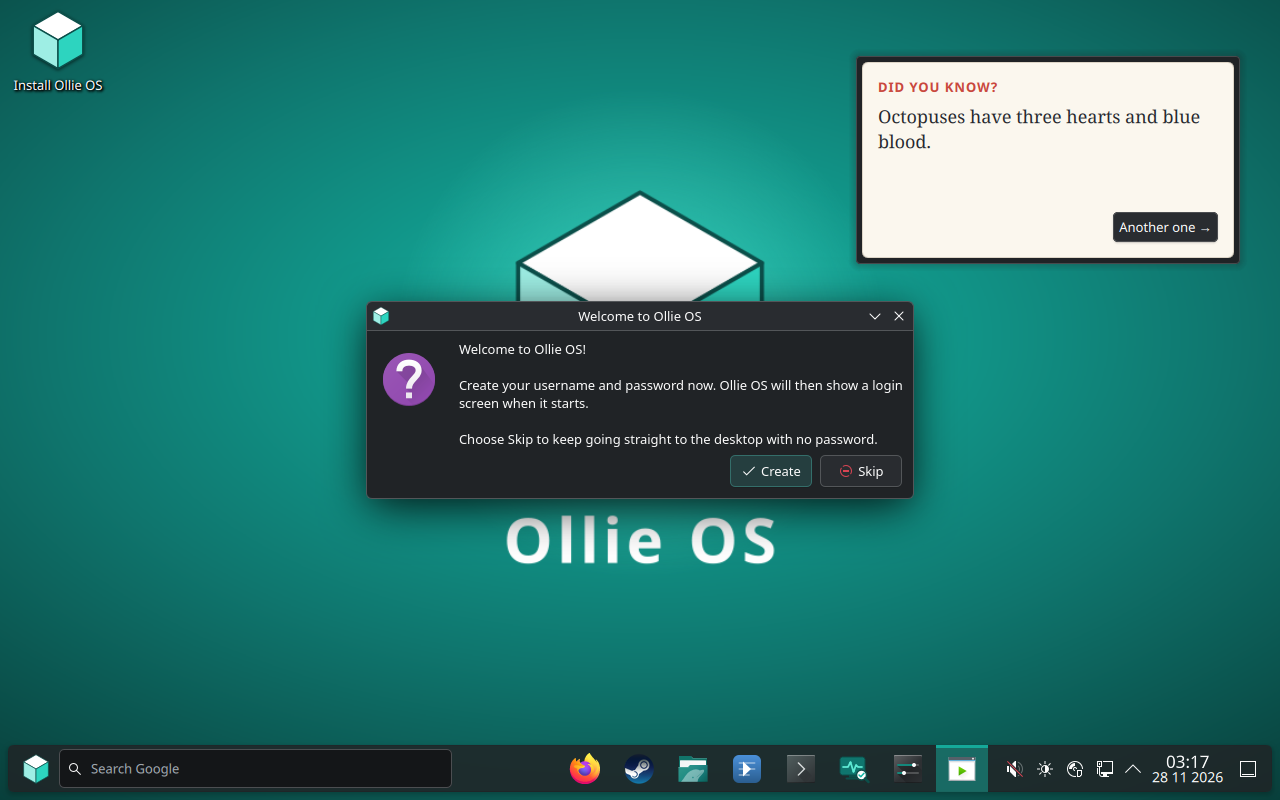 Install Ollie OS
DID YOU KNOW?
Octopuses have three hearts and blue
blood.
Another one →
Welcome to Ollie OS
Welcome to Ollie OS!
Create your username and password now. Ollie OS will then show a login
screen when it starts.
Choose Skip to keep going straight to the desktop with no password.
Create
Skip
Ollie OS
Search Google
03:17
28 11 2026